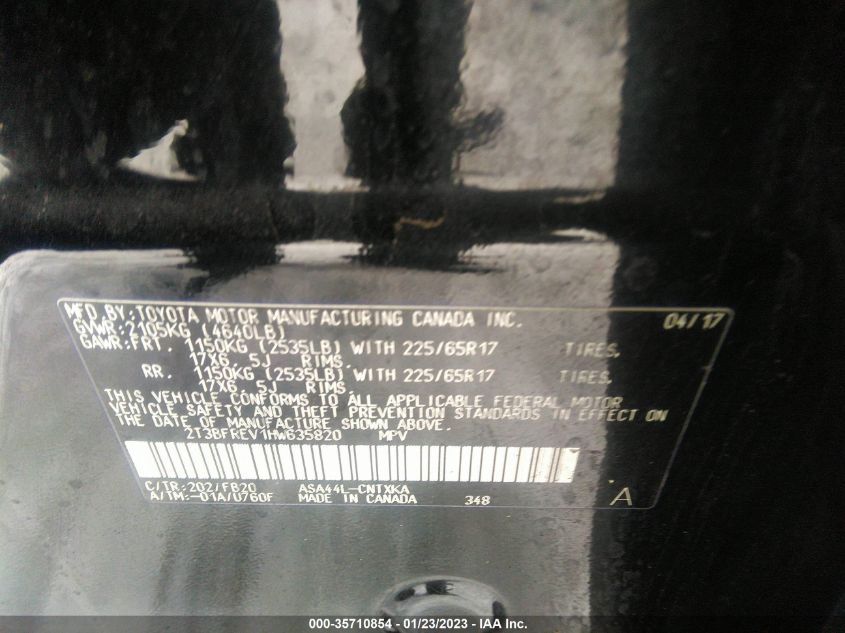 MFD.BY:TOYOTA MOTOR MANUFACTURING CANADA INC. 04/17
GVWR:2105KG (4640LB)
GAWR:FRT. 1150KG (2535LB) WITH 225/65R17 TIRES,
17X6.5J RIMS.
RR. 1150KG (2535LB) WITH 225/65R17 TIRES,
17X6.5J RIMS.
THIS VEHICLE CONFORMS TO ALL APPLICABLE FEDERAL MOTOR
VEHICLE SAFETY AND THEFT PREVENTION STANDARDS IN EFFECT ON
THE DATE OF MANUFACTURE SHOWN ABOVE.
2T3BFREV1HW635820 MPV
C/TR:202/FB20 ASA44L-CNTXKA
A/TM:-01A/U760F MADE IN CANADA 348 A
000-35710854 - 01/23/2023 - IAA Inc.